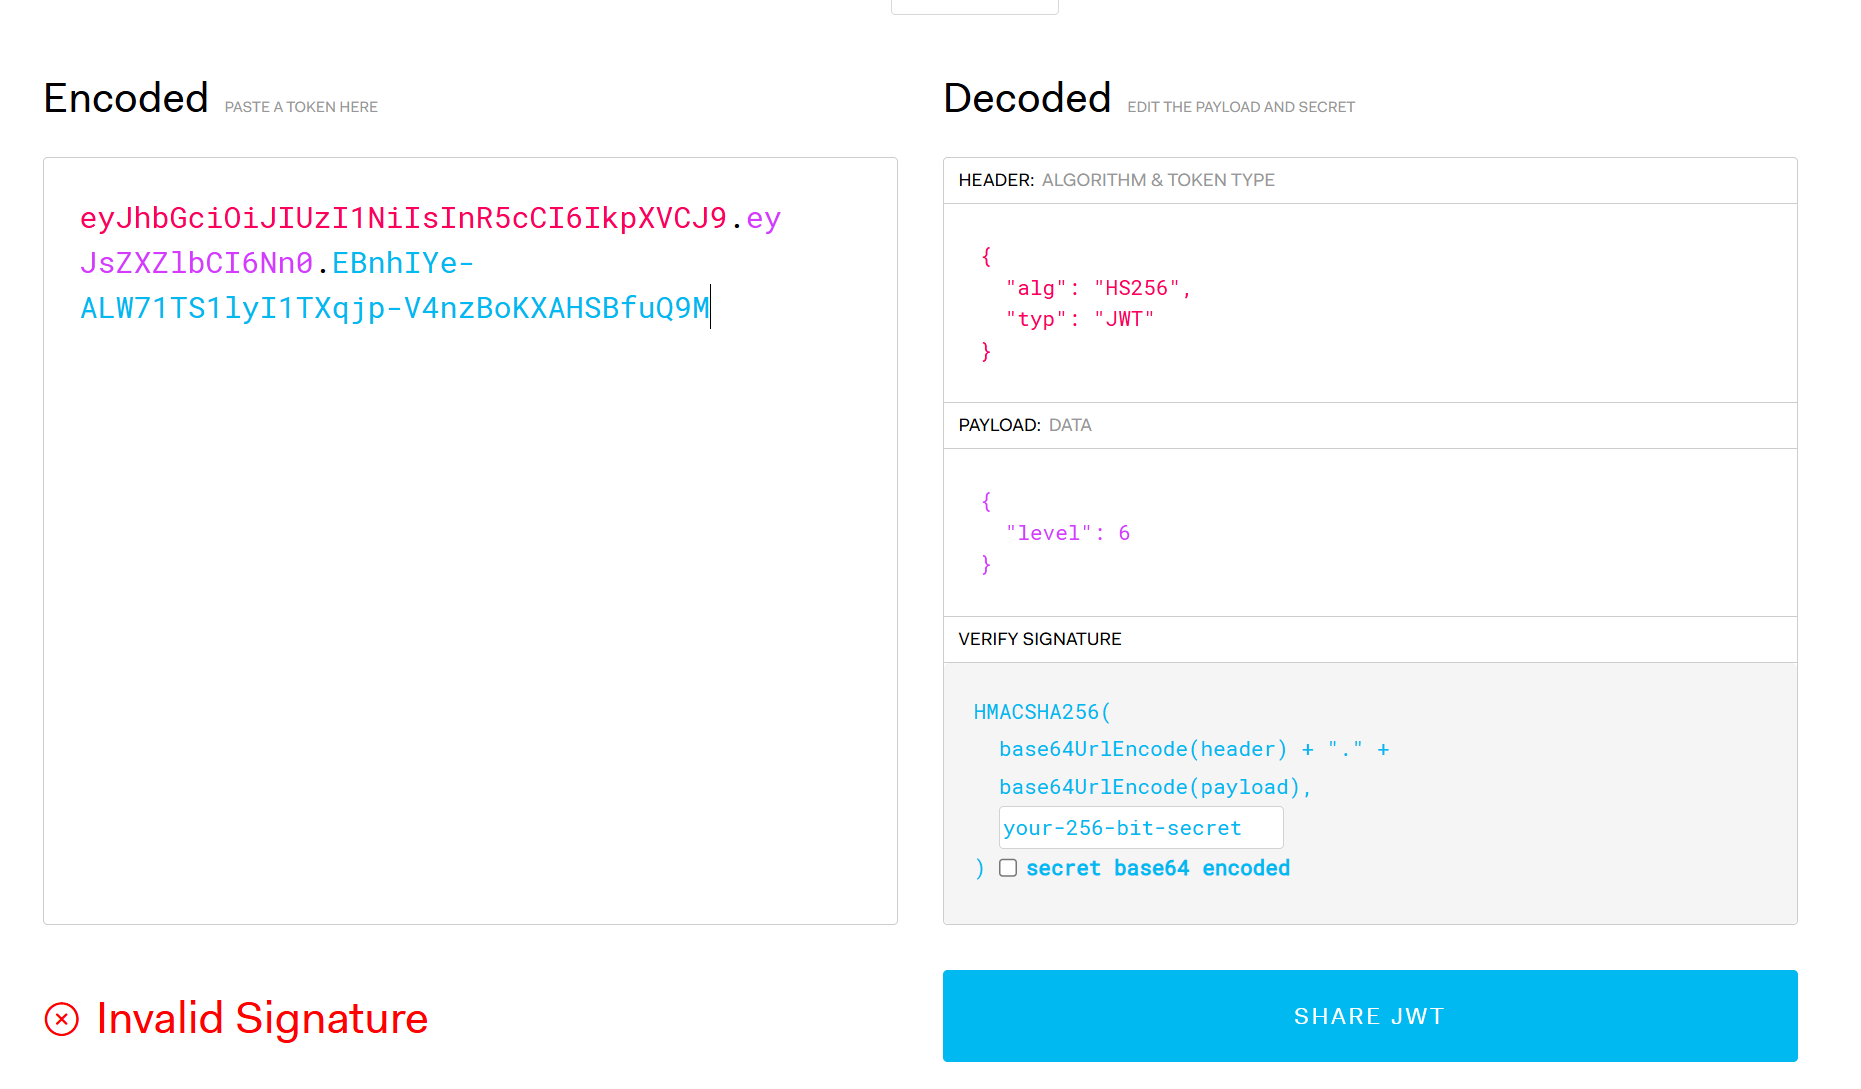 Encoded PASTE A TOKEN HERE
eyJhbGciOiJIUzI1NiIsInR5cCI6IkpXVCJ9.ey
JsZXZlbCI6Nn0.EBnhIYe-
ALW71TS1lyI1TXqjp-V4nzBoKXAHSBfuQ9M
Invalid Signature
Decoded EDIT THE PAYLOAD AND SECRET
HEADER: ALGORITHM & TOKEN TYPE
{
"alg": "HS256",
"typ": "JWT"
}
PAYLOAD: DATA
{
"level": 6
}
VERIFY SIGNATURE
HMACSHA256(
base64UrlEncode(header) + "." +
base64UrlEncode(payload),
your-256-bit-secret
) secret base64 encoded
SHARE JWT